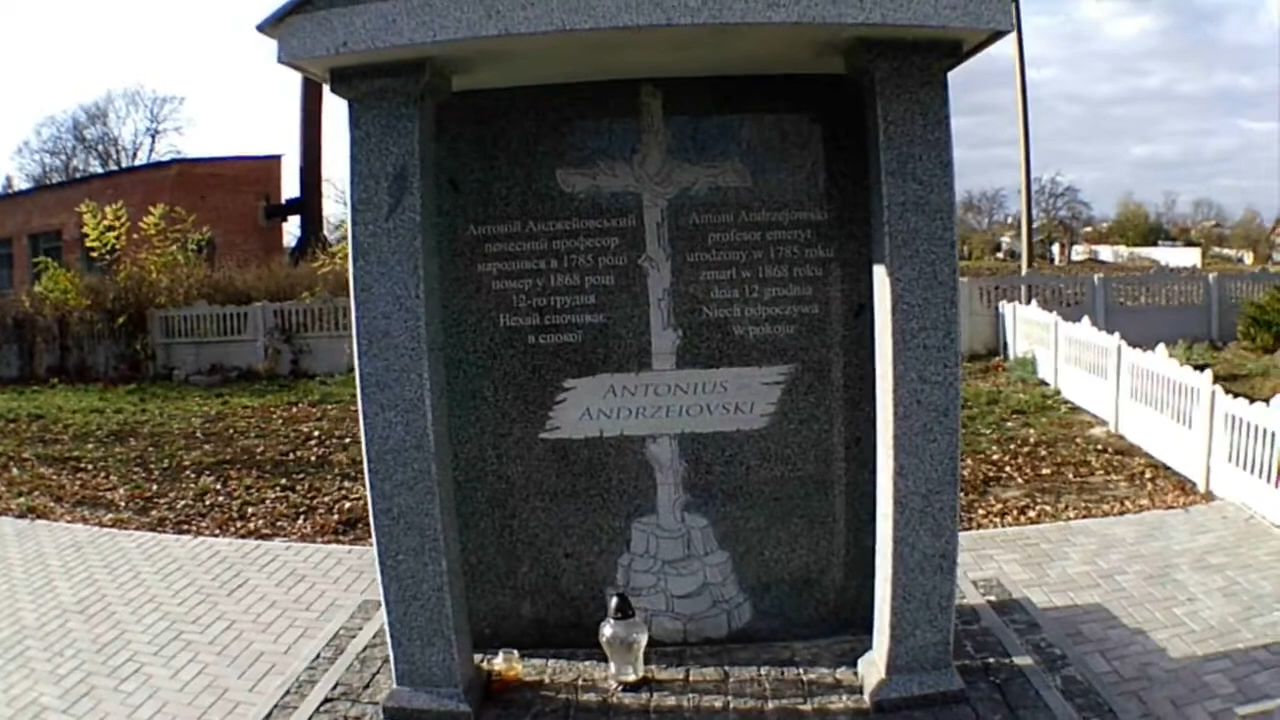 Антоній Анджейовський
почесний професор
народився в 1785 році
помер у 1868 році
12-го грудня
Нехай спочиває
в спокої
Antoni Andrzejowski
profesor emeryt
urodzony w 1785 roku
zmarł w 1868 roku
dnia 12 grudnia
Niech odpoczywa
w pokoju
ANTONIUS
ANDRZEIOVSKI